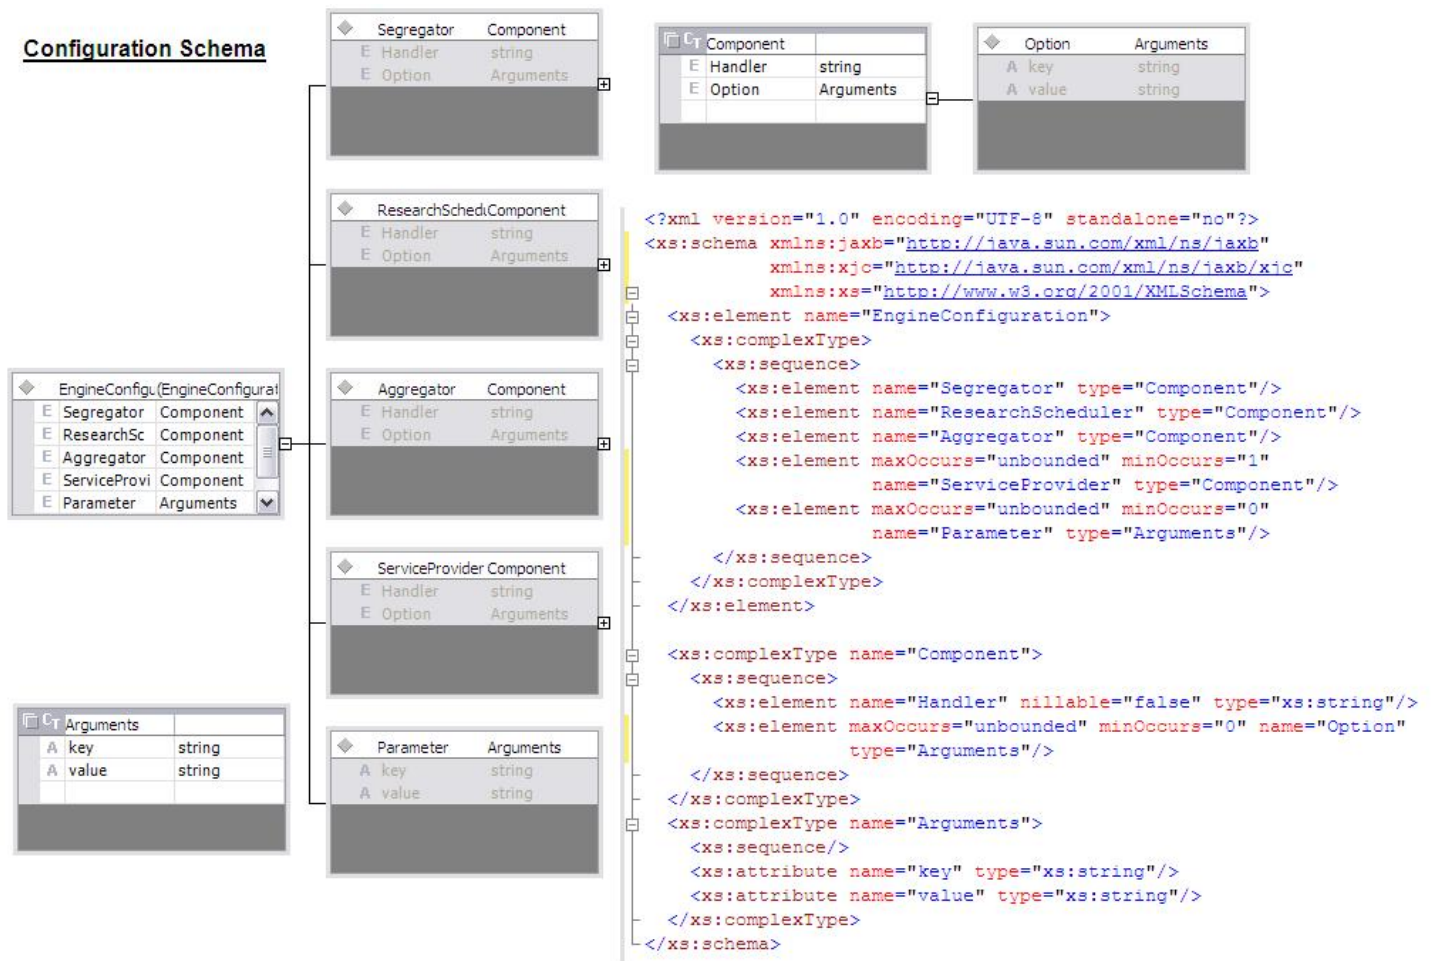 Configuration Schema
Segregator Component
E Handler string
E Option Arguments
CT Component
E Handler string
E Option Arguments
Option Arguments
A key string
A value string
ResearchSchedu Component
E Handler string
E Option Arguments
EngineConfigu (EngineConfigurat
E Segregator Component
E ResearchSc Component
E Aggregator Component
E ServiceProvi Component
E Parameter Arguments
Aggregator Component
E Handler string
E Option Arguments
ServiceProvider Component
E Handler string
E Option Arguments
CT Arguments
A key string
A value string
Parameter Arguments
A key string
A value string
<?xml version="1.0" encoding="UTF-8" standalone="no"?>
<xs:schema xmlns:jaxb="http://java.sun.com/xml/ns/jaxb"
xmlns:xjc="http://java.sun.com/xml/ns/jaxb/xjc"
xmlns:xs="http://www.w3.org/2001/XMLSchema">
<xs:element name="EngineConfiguration">
<xs:complexType>
<xs:sequence>
<xs:element name="Segregator" type="Component"/>
<xs:element name="ResearchScheduler" type="Component"/>
<xs:element name="Aggregator" type="Component"/>
<xs:element maxOccurs="unbounded" minOccurs="1"
name="ServiceProvider" type="Component"/>
<xs:element maxOccurs="unbounded" minOccurs="0"
name="Parameter" type="Arguments"/>
</xs:sequence>
</xs:complexType>
</xs:element>
<xs:complexType name="Component">
<xs:sequence>
<xs:element name="Handler" nillable="false" type="xs:string"/>
<xs:element maxOccurs="unbounded" minOccurs="0" name="Option"
type="Arguments"/>
</xs:sequence>
</xs:complexType>
<xs:complexType name="Arguments">
<xs:sequence/>
<xs:attribute name="key" type="xs:string"/>
<xs:attribute name="value" type="xs:string"/>
</xs:complexType>
</xs:schema>